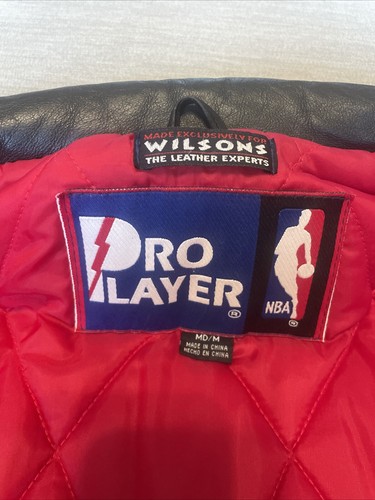 MADE EXCLUSIVELY FOR
WILSONS
THE LEATHER EXPERTS
PRO
PLAYER®
NBA®
MD/M
MADE IN CHINA
HECHO EN CHINA